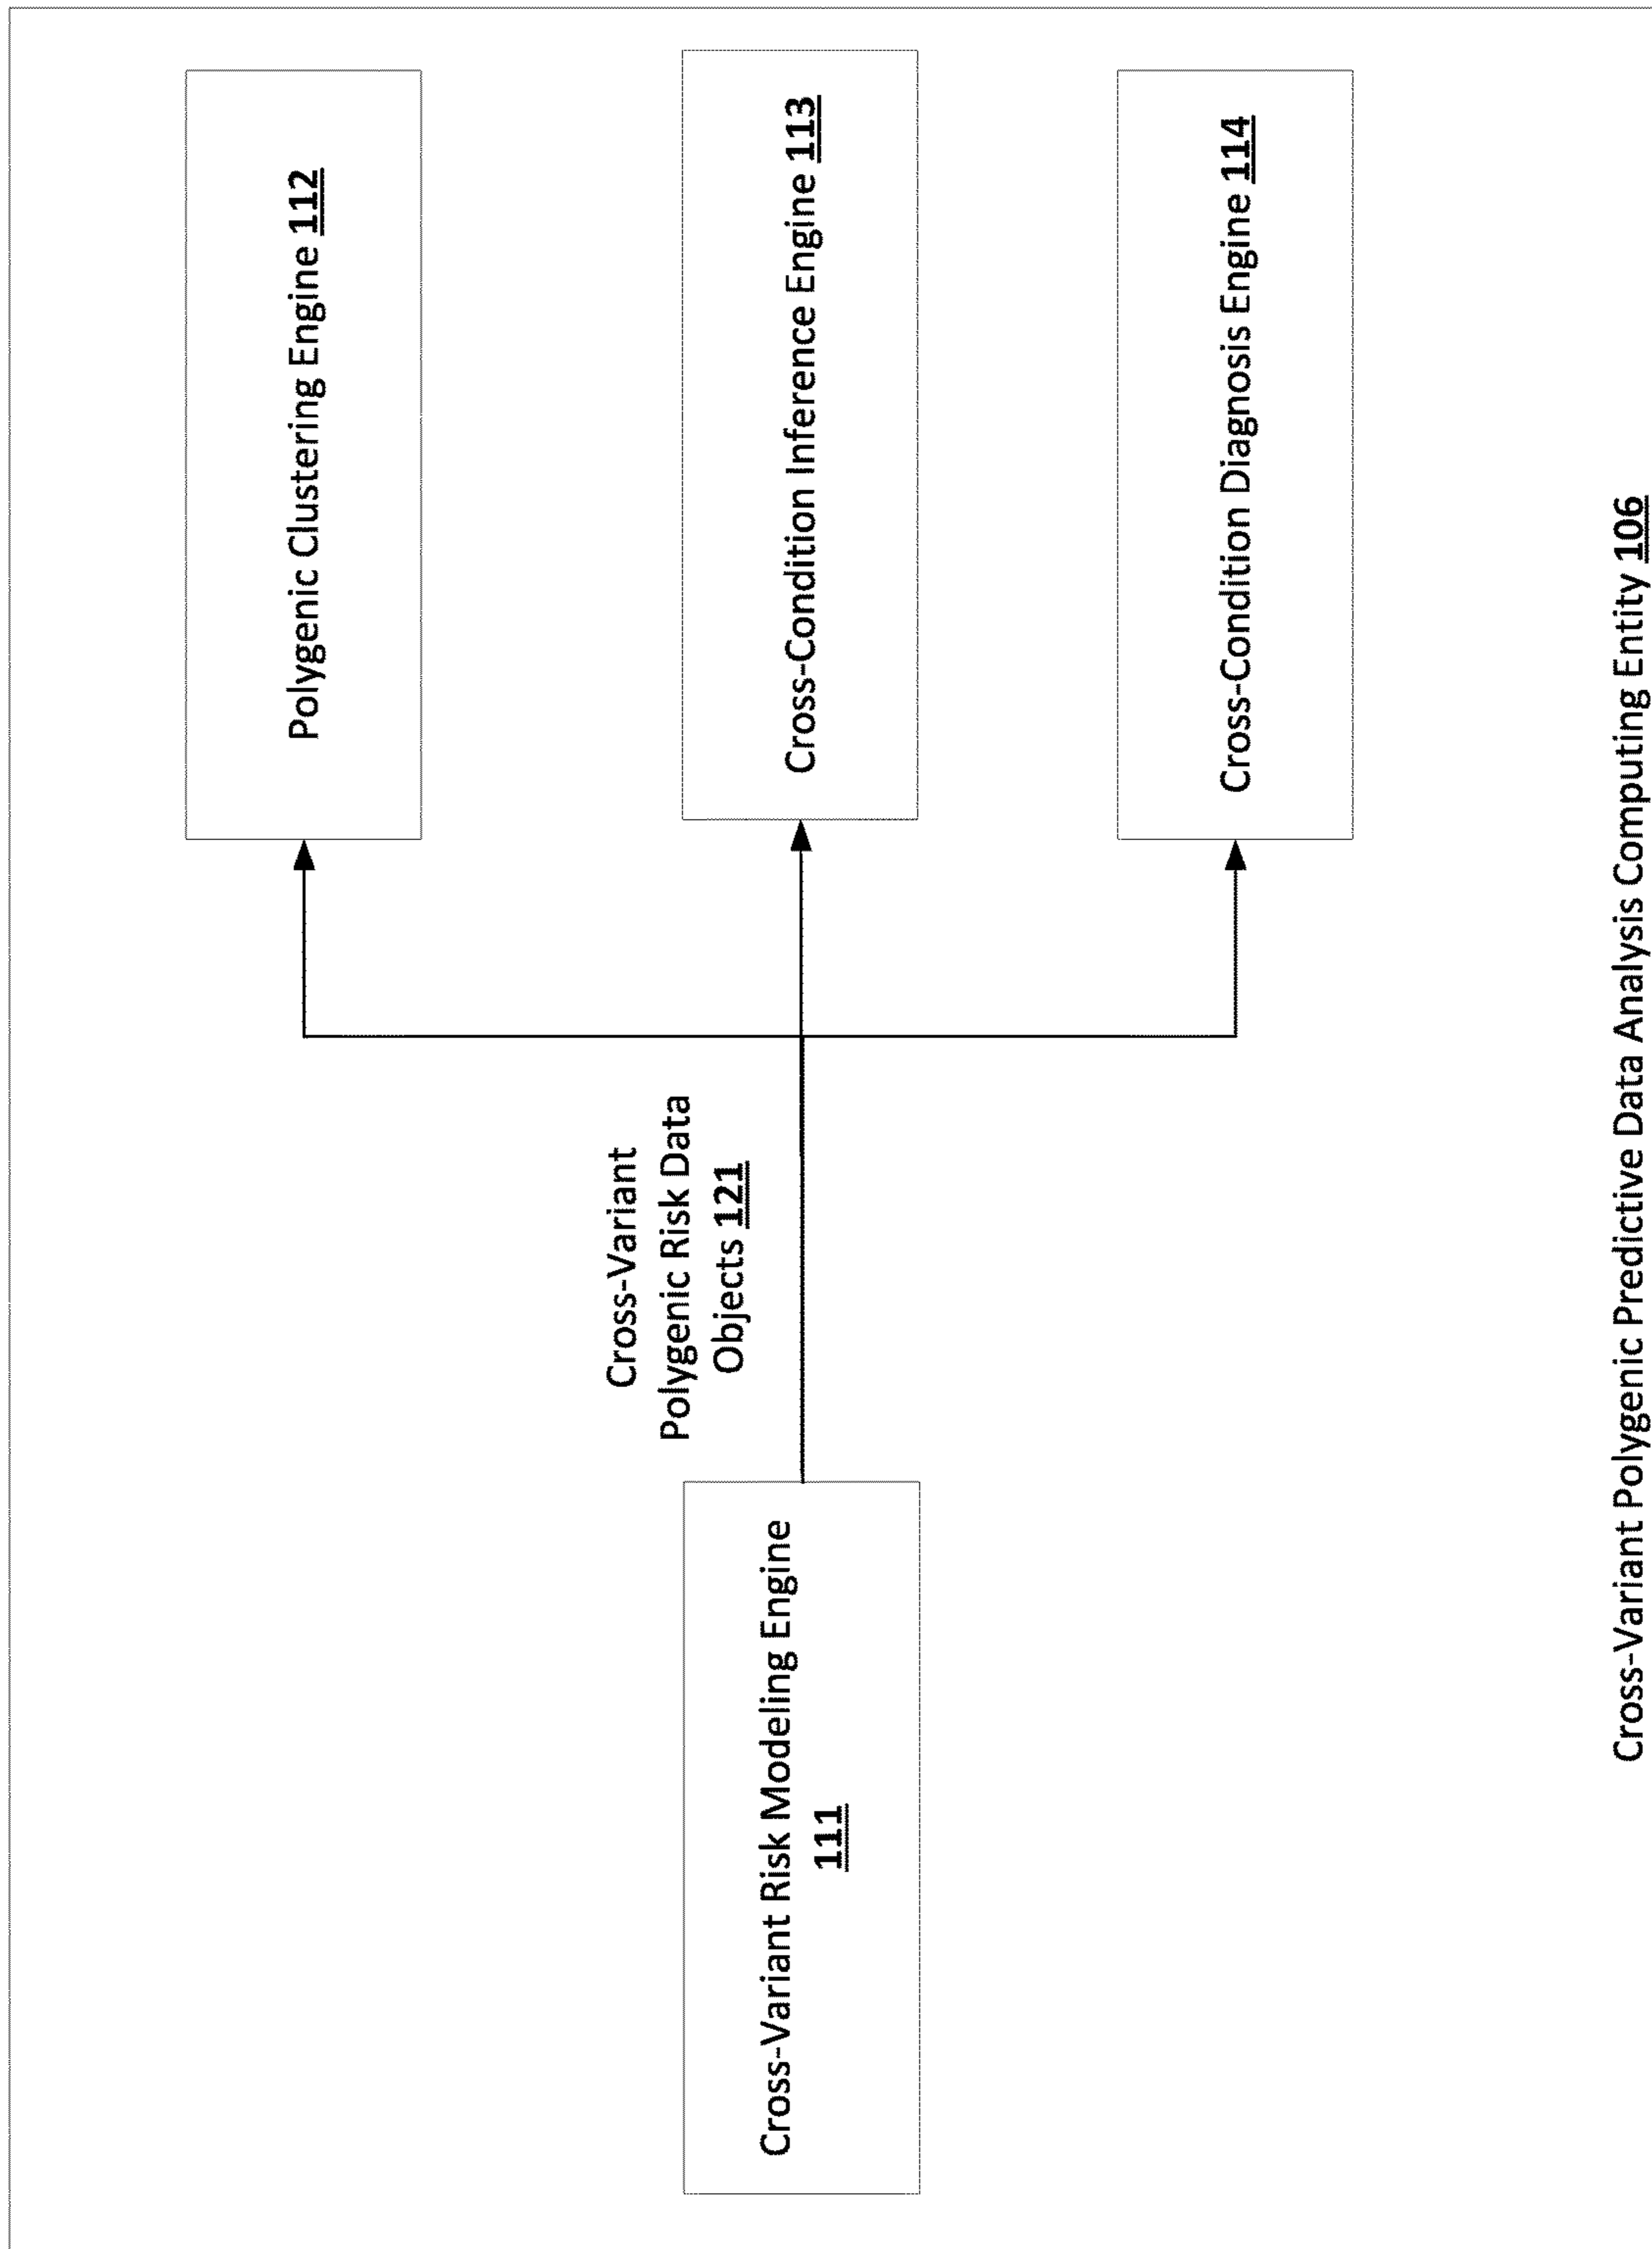 Polygenic Clustering Engine 112
Cross-Variant
Polygenic Risk Data
Objects 121
Cross-Variant Risk Modeling Engine
111
Cross-Condition Inference Engine 113
Cross-Condition Diagnosis Engine 114
Cross-Variant Polygenic Predictive Data Analysis Computing Entity 106